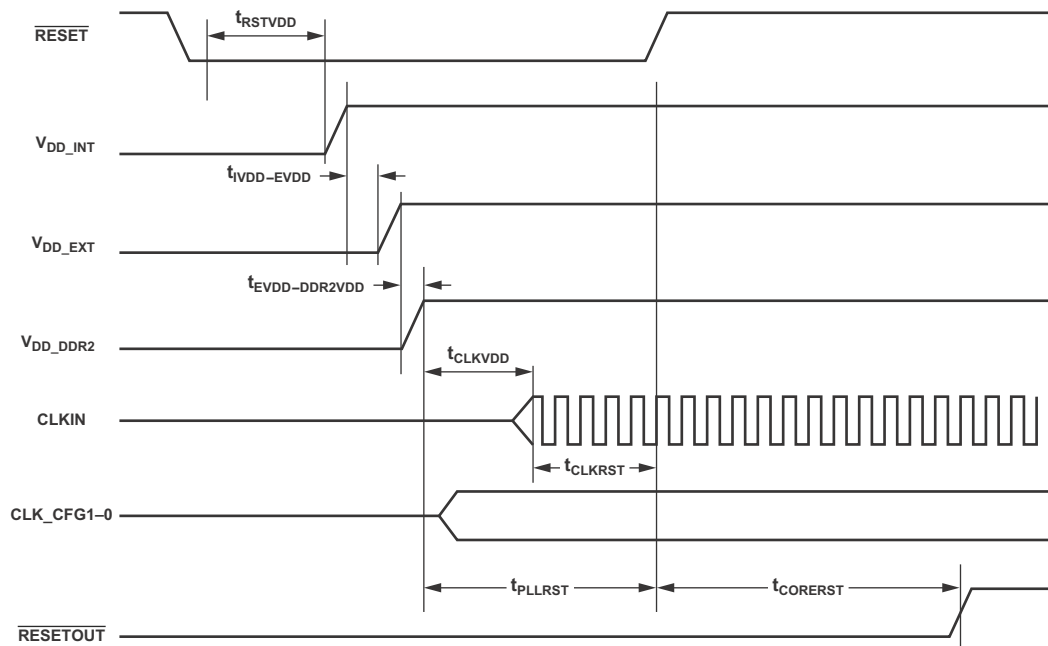 tRSTVDD
RESET
VDD_INT
tIVDD–EVDD
VDD_EXT
tEVDD–DDR2VDD
VDD_DDR2
tCLKVDD
CLKIN
tCLKRST
CLK_CFG1–0
tPLLRST
tCORERST
RESETOUT